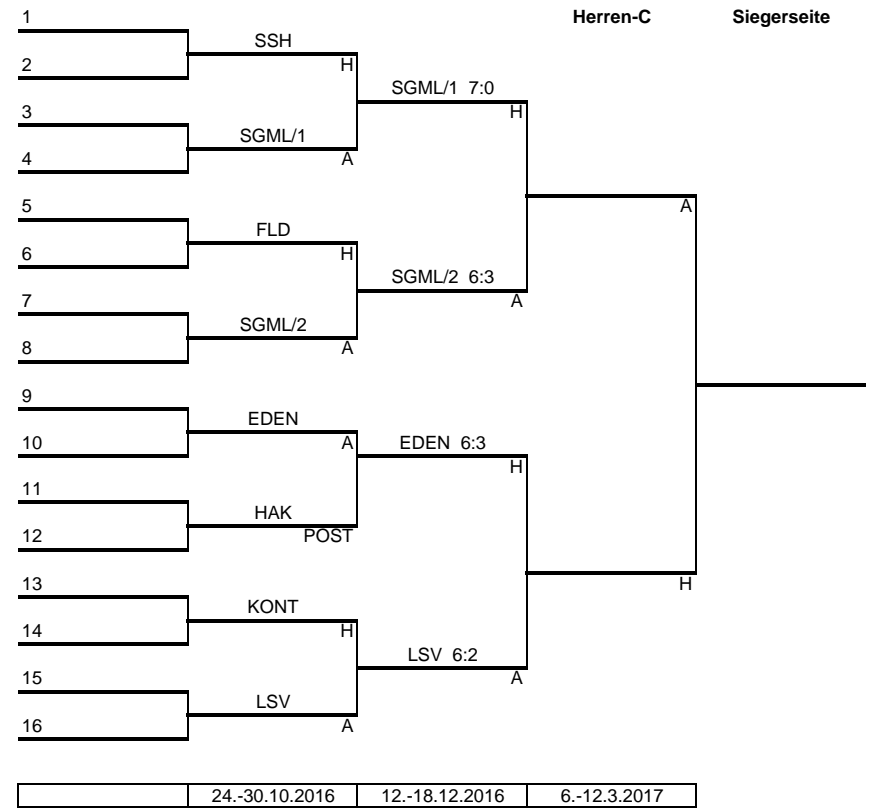 1 Herren-C Siegerseite
SSH
2 H
SGML/1 7:0
3 H
SGML/1
4 A
5 A
FLD
6 H
SGML/2 6:3
7 A
SGML/2
8 A
9
EDEN
10 A EDEN 6:3
H
11
HAK
12 POST
13 H
KONT
14 H
LSV 6:2
15 A
LSV
16 A
24.-30.10.2016 12.-18.12.2016 6.-12.3.2017